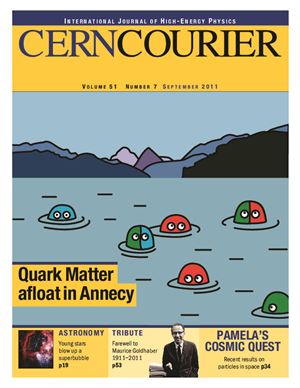 INTERNATIONAL JOURNAL OF HIGH-ENERGY PHYSICS
CERNCOURIER
VOLUME 51 NUMBER 7 SEPTEMBER 2011
Quark Matter
afloat in Annecy
ASTRONOMY
Young stars
blow up a
superbubble
p19
TRIBUTE
Farewell to
Maurice Goldhaber
1911–2011
p53
PAMELA'S
COSMIC QUEST
Recent results on
particles in space p34